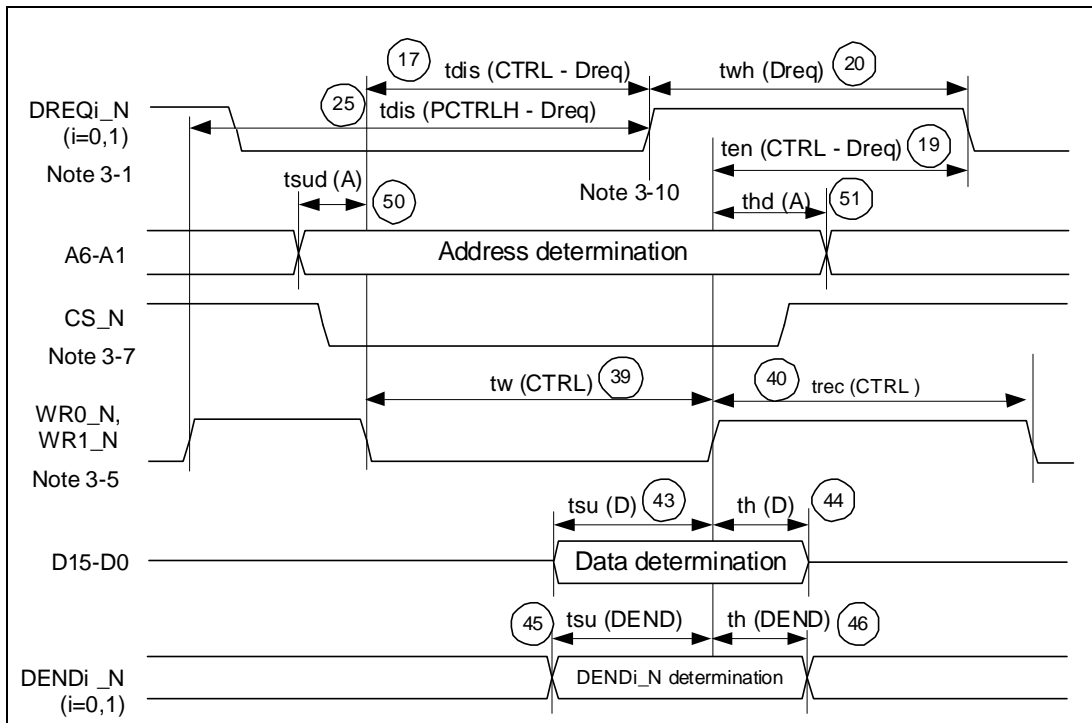 17
tdis (CTRL - Dreq)
twh (Dreq) 20
25
tdis (PCTRLH - Dreq)
DREQi_N
(i=0,1)
Note 3-1
ten (CTRL - Dreq) 19
Note 3-10
tsud (A)
50
thd (A) 51
A6-A1
Address determination
CS_N
Note 3-7
tw (CTRL) 39
40 trec (CTRL )
WR0_N,
WR1_N
Note 3-5
tsu (D) 43
th (D) 44
D15-D0
Data determination
45 tsu (DEND)
th (DEND) 46
DENDi _N
(i=0,1)
DENDi_N determination